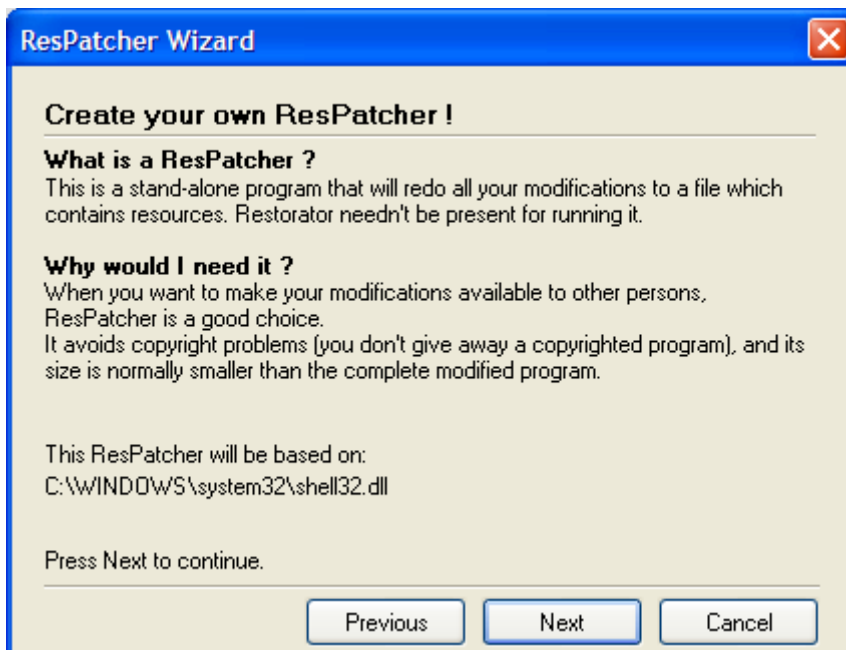 ResPatcher Wizard
Create your own ResPatcher !
What is a ResPatcher ?
This is a stand-alone program that will redo all your modifications to a file which
contains resources. Restorator needn't be present for running it.
Why would I need it ?
When you want to make your modifications available to other persons,
ResPatcher is a good choice.
It avoids copyright problems (you don't give away a copyrighted program), and its
size is normally smaller than the complete modified program.
This ResPatcher will be based on:
C:\WINDOWS\system32\shell32.dll
Press Next to continue.
Previous Next Cancel